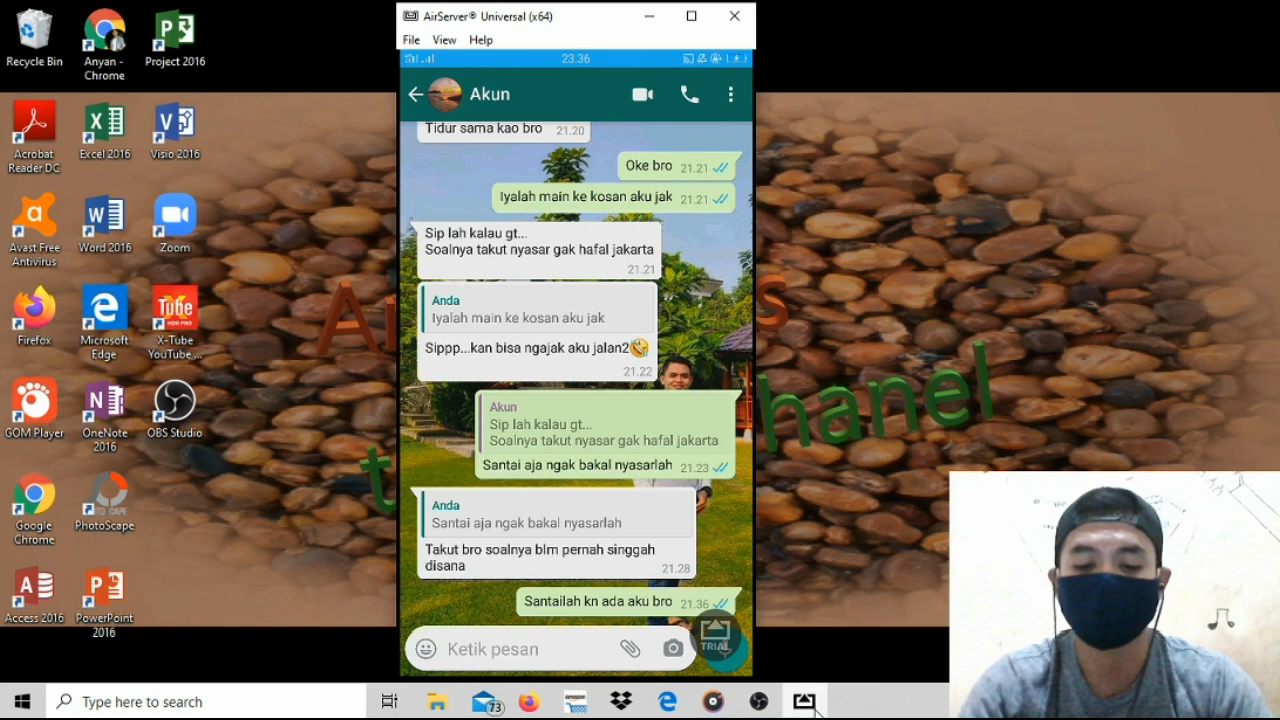 AirServer® Universal (x64)
File View Help
23.36
Akun
Tidur sama kao bro 21.20
Oke bro 21.21
Iyalah main ke kosan aku jak 21.21
Sip lah kalau gt...
Soalnya takut nyasar gak hafal jakarta
21.21
Anda
Iyalah main ke kosan aku jak
Sippp...kan bisa ngajak aku jalan2🤣
21.22
Akun
Sip lah kalau gt...
Soalnya takut nyasar gak hafal jakarta
Santai aja ngak bakal nyasarlah 21.23
Anda
Santai aja ngak bakal nyasarlah
Takut bro soalnya blm pernah singgah
disana
21.28
Santailah kn ada aku bro 21.36
Ketik pesan
TRIAL
Recycle Bin
Anyan -
Chrome
Project 2016
Acrobat
Reader DC
Excel 2016
Visio 2016
Avast Free
Antivirus
Word 2016
Zoom
Firefox
Microsoft
Edge
Tube
X-Tube
YouTube ...
GOM Player
OneNote
2016
OBS Studio
Google
Chrome
PhotoScape
Access 2016
PowerPoint
2016
hanel
Type here to search
73